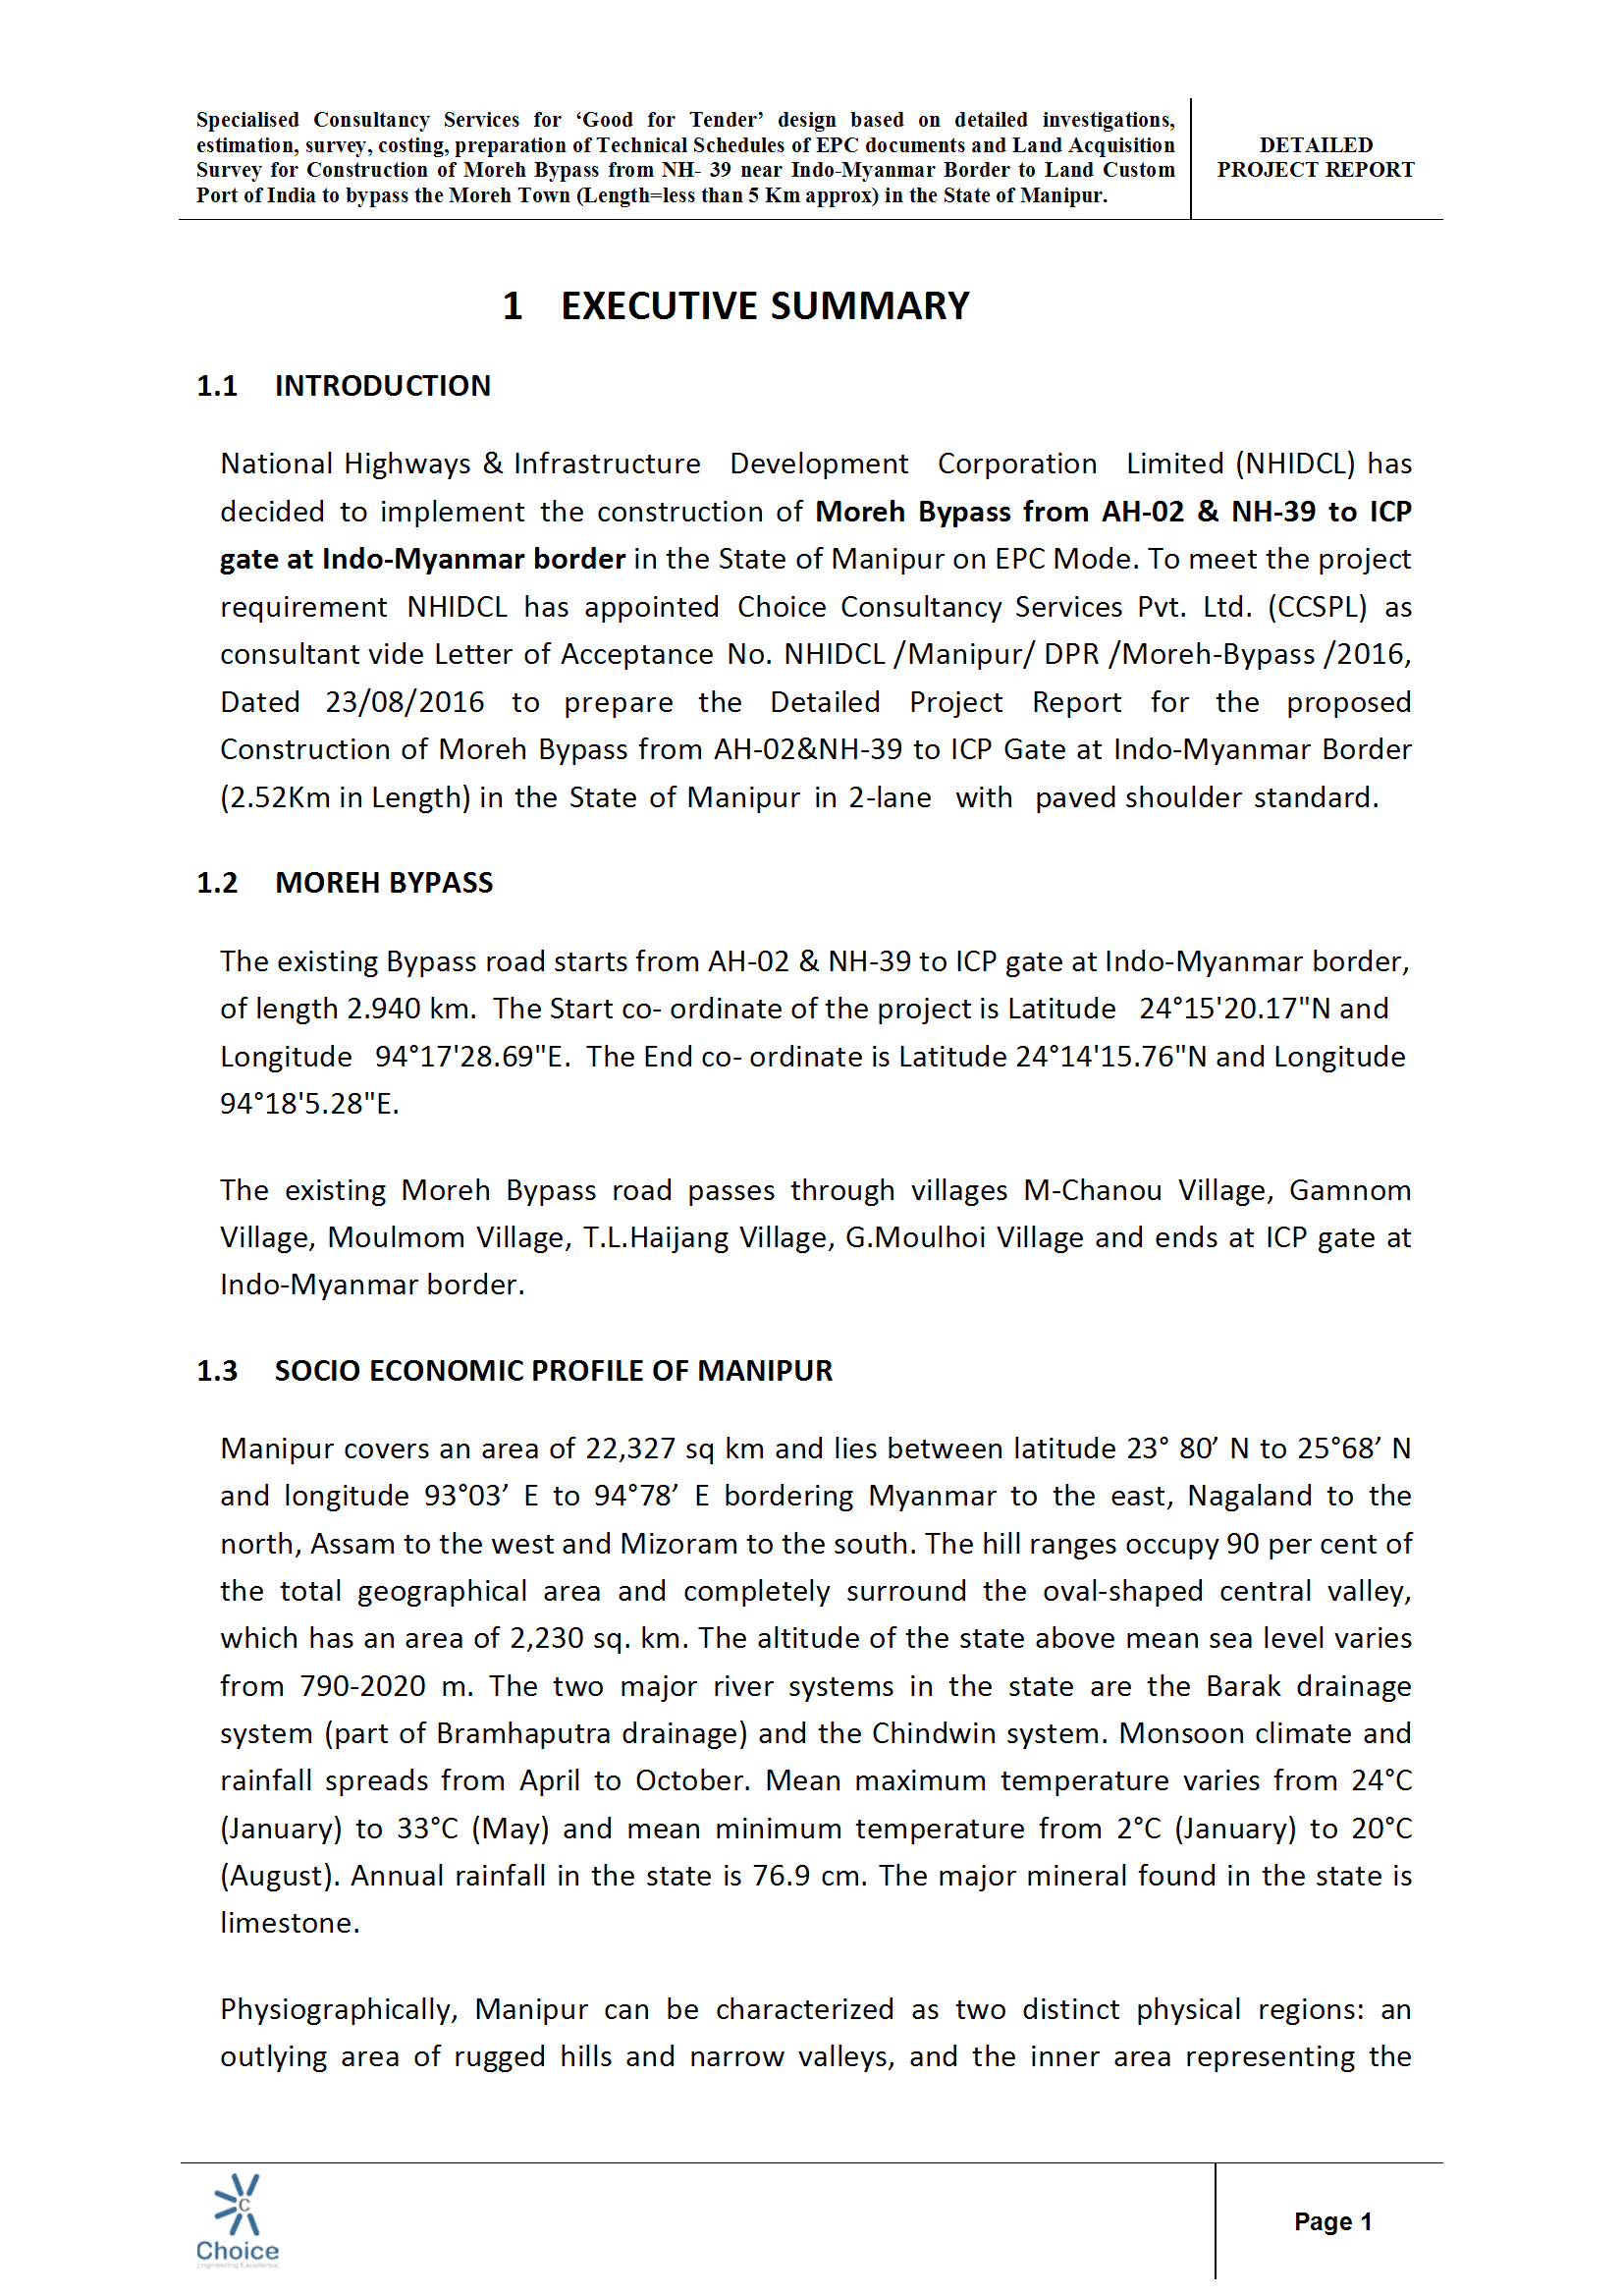 Specialised Consultancy Services for ‘Good for Tender’ design based on detailed investigations,
estimation, survey, costing, preparation of Technical Schedules of EPC documents and Land Acquisition
Survey for Construction of Moreh Bypass from NH- 39 near Indo-Myanmar Border to Land Custom
Port of India to bypass the Moreh Town (Length=less than 5 Km approx) in the State of Manipur.
DETAILED
PROJECT REPORT
1 EXECUTIVE SUMMARY
1.1 INTRODUCTION
National Highways & Infrastructure Development Corporation Limited (NHIDCL) has
decided to implement the construction of Moreh Bypass from AH-02 & NH-39 to ICP
gate at Indo-Myanmar border in the State of Manipur on EPC Mode. To meet the project
requirement NHIDCL has appointed Choice Consultancy Services Pvt. Ltd. (CCSPL) as
consultant vide Letter of Acceptance No. NHIDCL /Manipur/ DPR /Moreh-Bypass /2016,
Dated 23/08/2016 to prepare the Detailed Project Report for the proposed
Construction of Moreh Bypass from AH-02&NH-39 to ICP Gate at Indo-Myanmar Border
(2.52Km in Length) in the State of Manipur in 2-lane with paved shoulder standard.
1.2 MOREH BYPASS
The existing Bypass road starts from AH-02 & NH-39 to ICP gate at Indo-Myanmar border,
of length 2.940 km. The Start co- ordinate of the project is Latitude 24°15'20.17"N and
Longitude 94°17'28.69"E. The End co- ordinate is Latitude 24°14'15.76"N and Longitude
94°18'5.28"E.
The existing Moreh Bypass road passes through villages M-Chanou Village, Gamnom
Village, Moulmom Village, T.L.Haijang Village, G.Moulhoi Village and ends at ICP gate at
Indo-Myanmar border.
1.3 SOCIO ECONOMIC PROFILE OF MANIPUR
Manipur covers an area of 22,327 sq km and lies between latitude 23° 80’ N to 25°68’ N
and longitude 93°03’ E to 94°78’ E bordering Myanmar to the east, Nagaland to the
north, Assam to the west and Mizoram to the south. The hill ranges occupy 90 per cent of
the total geographical area and completely surround the oval-shaped central valley,
which has an area of 2,230 sq. km. The altitude of the state above mean sea level varies
from 790-2020 m. The two major river systems in the state are the Barak drainage
system (part of Bramhaputra drainage) and the Chindwin system. Monsoon climate and
rainfall spreads from April to October. Mean maximum temperature varies from 24°C
(January) to 33°C (May) and mean minimum temperature from 2°C (January) to 20°C
(August). Annual rainfall in the state is 76.9 cm. The major mineral found in the state is
limestone.
Physiographically, Manipur can be characterized as two distinct physical regions: an
outlying area of rugged hills and narrow valleys, and the inner area representing the
C
Choice
Engineering Excellence
Page 1